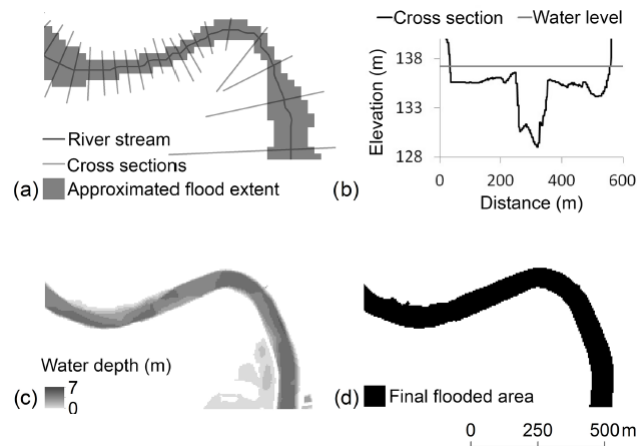 River stream
Cross sections
(a) Approximated flood extent
Cross section Water level
Elevation (m)
138
133
128
0 200 400 600
(b) Distance (m)
Water depth (m)
7
0
(c)
(d) Final flooded area
0 250 500 m